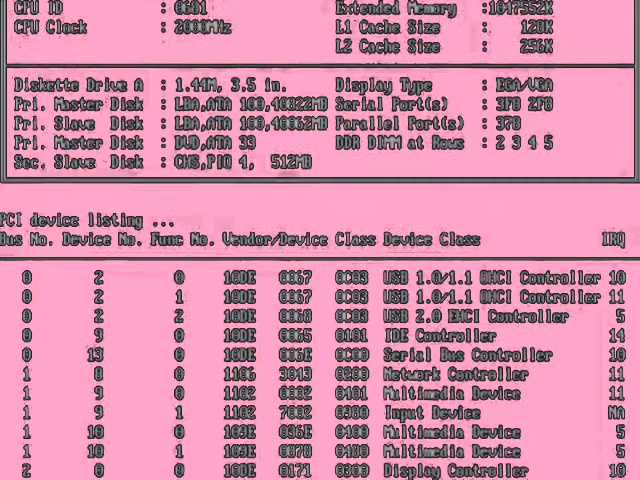 CPU ID : 0681 Extended Memory :1047552K
CPU Clock : 2000MHz L1 Cache Size : 128K
L2 Cache Size : 256K
Diskette Drive A : 1.44M, 3.5 in. Display Type : EGA/VGA
Pri. Master Disk : LBA,ATA 100,40022MB Serial Port(s) : 3F8 2F8
Pri. Slave Disk : LBA,ATA 100,40062MB Parallel Port(s) : 378
Pri. Master Disk : DVD,ATA 33 DDR DIMM at Rows : 2 3 4 5
Sec. Slave Disk : CHS,PIO 4, 512MB
PCI device listing ...
Bus No. Device No. Func No. Vendor/Device Class Device Class IRQ
0 2 0 10DE 0067 0C03 USB 1.0/1.1 OHCI Controller 10
0 2 1 10DE 0067 0C03 USB 1.0/1.1 OHCI Controller 11
0 2 2 10DE 0068 0C03 USB 2.0 EHCI Controller 5
0 9 0 10DE 0065 0101 IDE Controller 14
0 13 0 10DE 006E 0C00 Serial Bus Controller 10
1 8 0 1106 3043 0200 Network Controller 11
1 9 0 1102 0002 0401 Multimedia Device 11
1 9 1 1102 7002 0980 Input Device NA
1 10 0 109E 036E 0400 Multimedia Device 5
1 10 1 109E 0878 0480 Multimedia Device 5
2 0 0 10DE 0171 0300 Display Controller 10